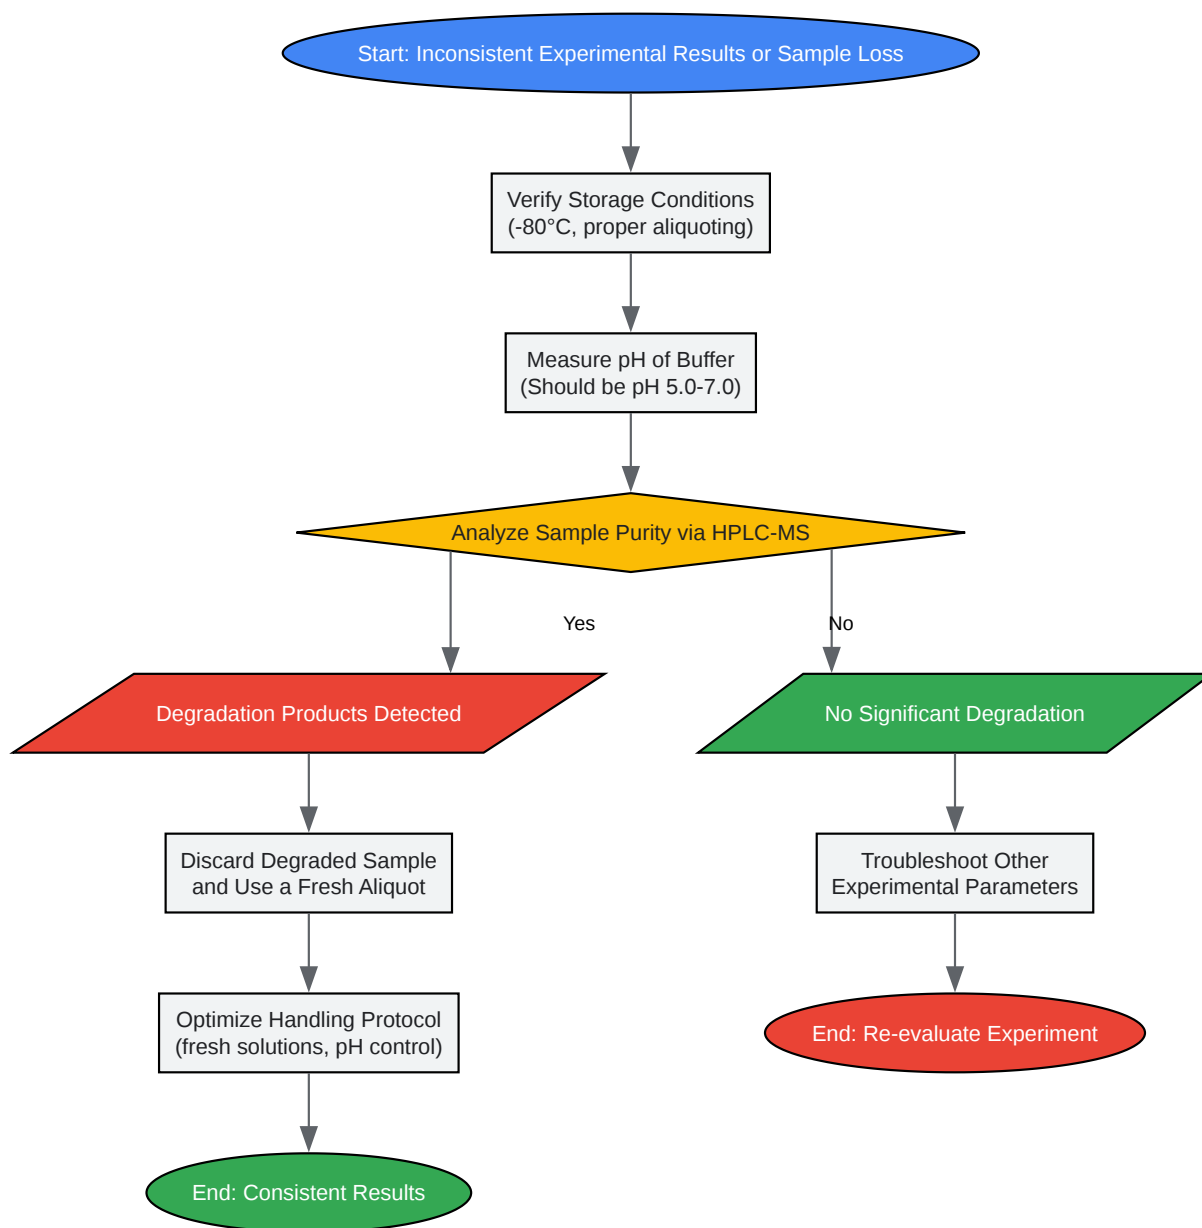 Start: Inconsistent Experimental Results or Sample Loss
Verify Storage Conditions
(-80°C, proper aliquoting)
Measure pH of Buffer
(Should be pH 5.0-7.0)
Analyze Sample Purity via HPLC-MS
Yes
No
Degradation Products Detected
No Significant Degradation
Discard Degraded Sample
and Use a Fresh Aliquot
Troubleshoot Other
Experimental Parameters
Optimize Handling Protocol
(fresh solutions, pH control)
End: Re-evaluate Experiment
End: Consistent Results